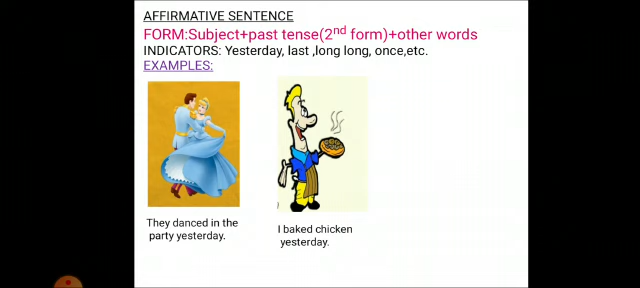 AFFIRMATIVE SENTENCE
FORM:Subject+past tense(2nd form)+other words
INDICATORS: Yesterday, last ,long long, once,etc.
EXAMPLES:
They danced in the
party yesterday.
I baked chicken
yesterday.